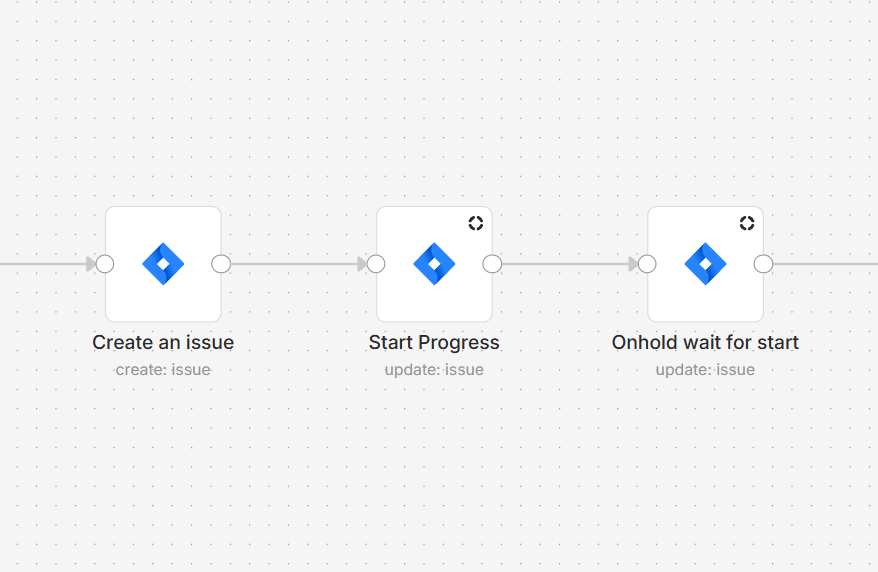 Create an issue
create: issue
Start Progress
update: issue
Onhold wait for start
update: issue